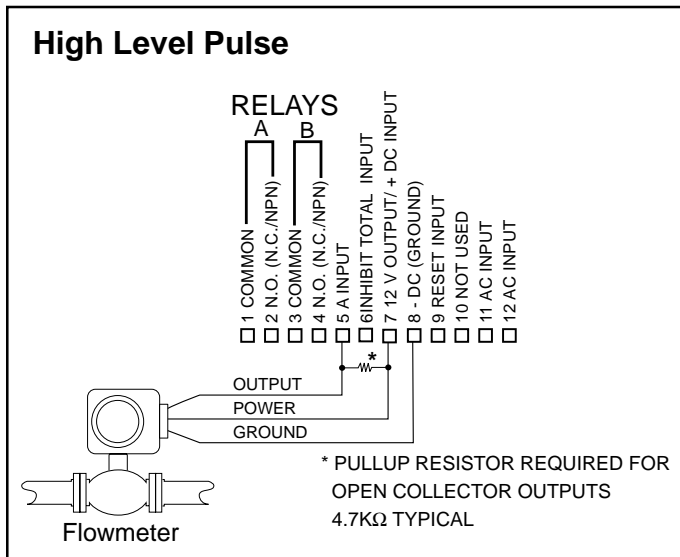 High Level Pulse
RELAYS
A B
1 COMMON
2 N.O. (N.C./NPN)
3 COMMON
4 N.O. (N.C./NPN)
5 A INPUT
6INHIBIT TOTAL INPUT
7 12 V OUTPUT/ + DC INPUT
8 - DC (GROUND)
9 RESET INPUT
10 NOT USED
11 AC INPUT
12 AC INPUT
*
OUTPUT
POWER
GROUND
* PULLUP RESISTOR REQUIRED FOR
OPEN COLLECTOR OUTPUTS
4.7KΩ TYPICAL
Flowmeter